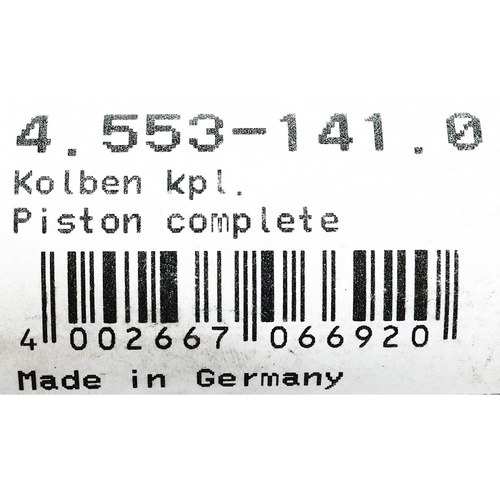 4.553-141.0
Kolben kpl.
Piston complete
4 002667 066920
Made in Germany